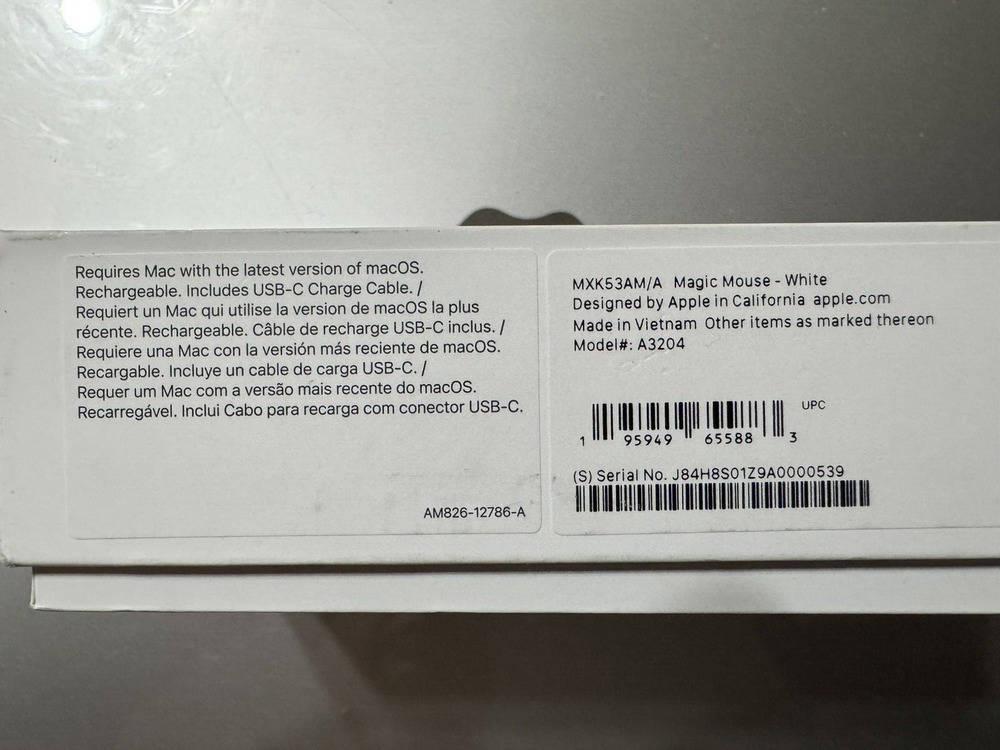 Requires Mac with the latest version of macOS.
Rechargeable. Includes USB-C Charge Cable. /
Requiert un Mac qui utilise la version de macOS la plus
récente. Rechargeable. Câble de recharge USB-C inclus. /
Requiere una Mac con la versión más reciente de macOS.
Recargable. Incluye un cable de carga USB-C. /
Requer um Mac com a versão mais recente do macOS.
Recarregável. Inclui Cabo para recarga com conector USB-C.
AM826-12786-A
MXK53AM/A Magic Mouse - White
Designed by Apple in California apple.com
Made in Vietnam Other items as marked thereon
Model#: A3204
UPC
1 95949 65588 3
(S) Serial No. J84H8S01Z9A0000539